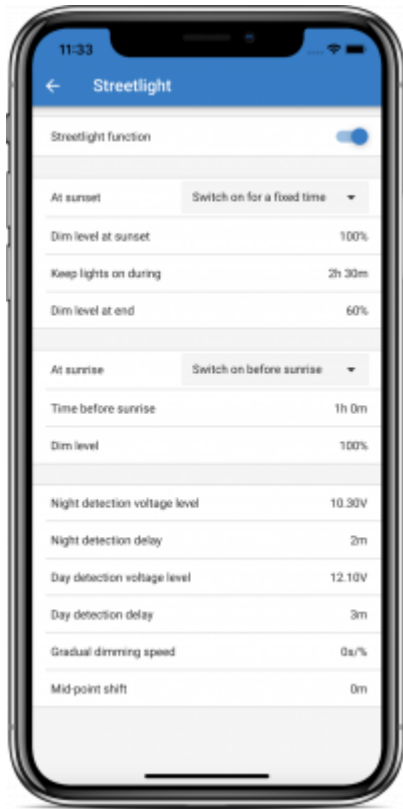 11:33
Streetlight
Streetlight function
At sunset Switch on for a fixed time
Dim level at sunset 100%
Keep lights on during 2h 30m
Dim level at end 60%
At sunrise Switch on before sunrise
Time before sunrise 1h 0m
Dim level 100%
Night detection voltage level 10.30V
Night detection delay 2m
Day detection voltage level 12.10V
Day detection delay 3m
Gradual dimming speed 0s/%
Mid-point shift 0m